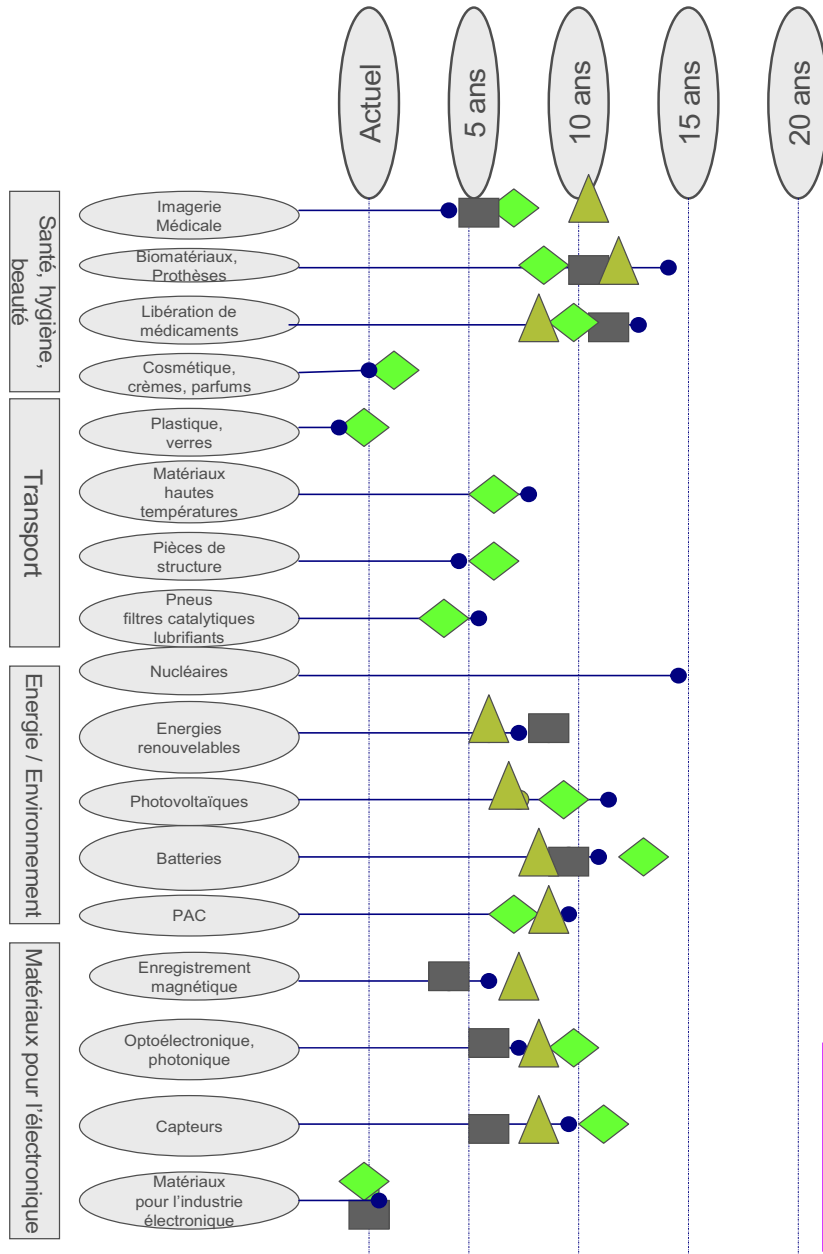 Actuel
5 ans
10 ans
15 ans
20 ans
Santé, hygiène,
beauté
Imagerie
Médicale
Biomatériaux,
Prothèses
Libération de
médicaments
Cosmétique,
crèmes, parfums
Transport
Plastique,
verres
Matériaux
hautes
températures
Pièces de
structure
Pneus
filtres catalytiques
lubrifiants
Energie / Environnement
Nucléaires
Energies
renouvelables
Photovoltaïques
Batteries
PAC
Matériaux pour l'électronique
Enregistrement
magnétique
Optoélectronique,
photonique
Capteurs
Matériaux
pour l'industrie
électronique